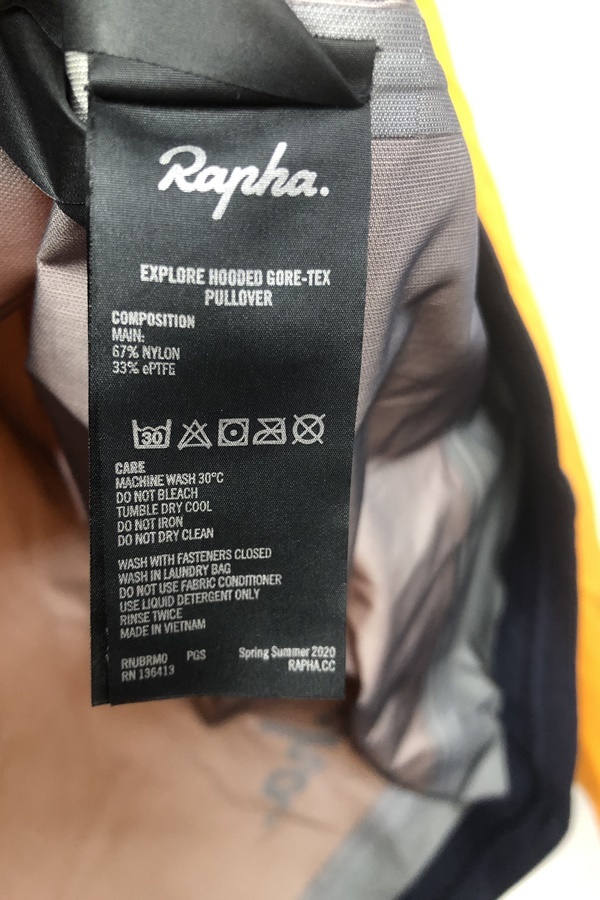 Rapha.
EXPLORE HOODED GORE-TEX
PULLOVER
COMPOSITION
MAIN:
67% NYLON
33% ePTFE
30
CARE
MACHINE WASH 30°C
DO NOT BLEACH
TUMBLE DRY COOL
DO NOT IRON
DO NOT DRY CLEAN
WASH WITH FASTENERS CLOSED
WASH IN LAUNDRY BAG
DO NOT USE FABRIC CONDITIONER
USE LIQUID DETERGENT ONLY
RINSE TWICE
MADE IN VIETNAM
RNJBRMO PGS Spring Summer 2020
RN 136413 RAPHA.CC